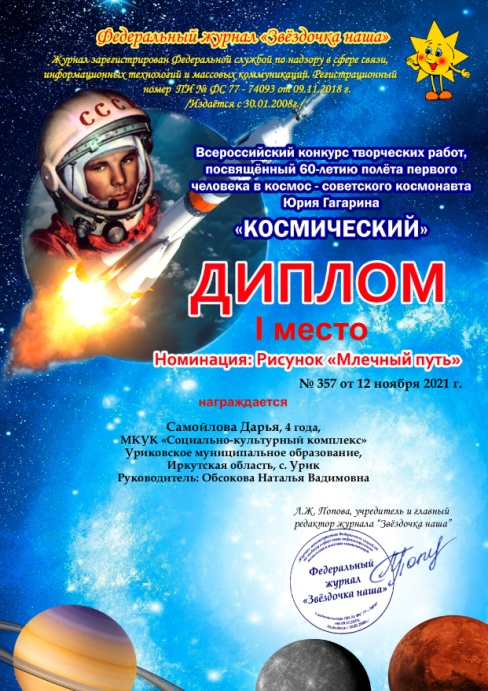 Федеральный журнал «Звёздочка наша»
Журнал зарегистрирован Федеральной службой по надзору в сфере связи,
информационных технологий и массовых коммуникаций. Регистрационный
номер ПИ № ФС 77 - 74093 от 09.11.2018 г.
/Издаётся с 30.01.2008г./
СССР
Всероссийский конкурс творческих работ,
посвящённый 60-летию полёта первого
человека в космос - советского космонавта
Юрия Гагарина
«КОСМИЧЕСКИЙ»
ДИПЛОМ
I место
Номинация: Рисунок «Млечный путь»
№ 357 от 12 ноября 2021 г.
награждается
Самойлова Дарья, 4 года,
МКУК «Социально-культурный комплекс»
Уриковское муниципальное образование,
Иркутская область, с. Урик
Руководитель: Обсокова Наталья Вадимовна
Л.Ж. Попова, учредитель и главный
редактор журнала "Звёздочка наша"
Федеральный
журнал
«Звёздочка наша»